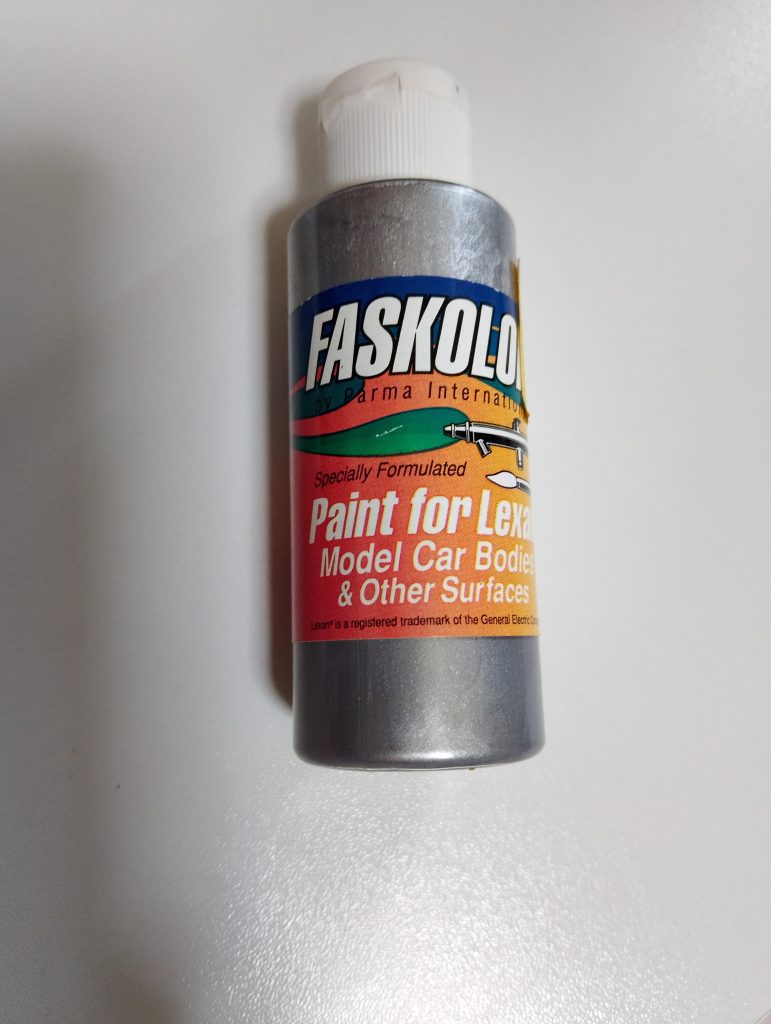 FASKOLO
by Parma Internation
Specially Formulated
Paint for Lexa
Model Car Bodies
& Other Surfaces
Lexan® is a registered trademark of the General Electric Co